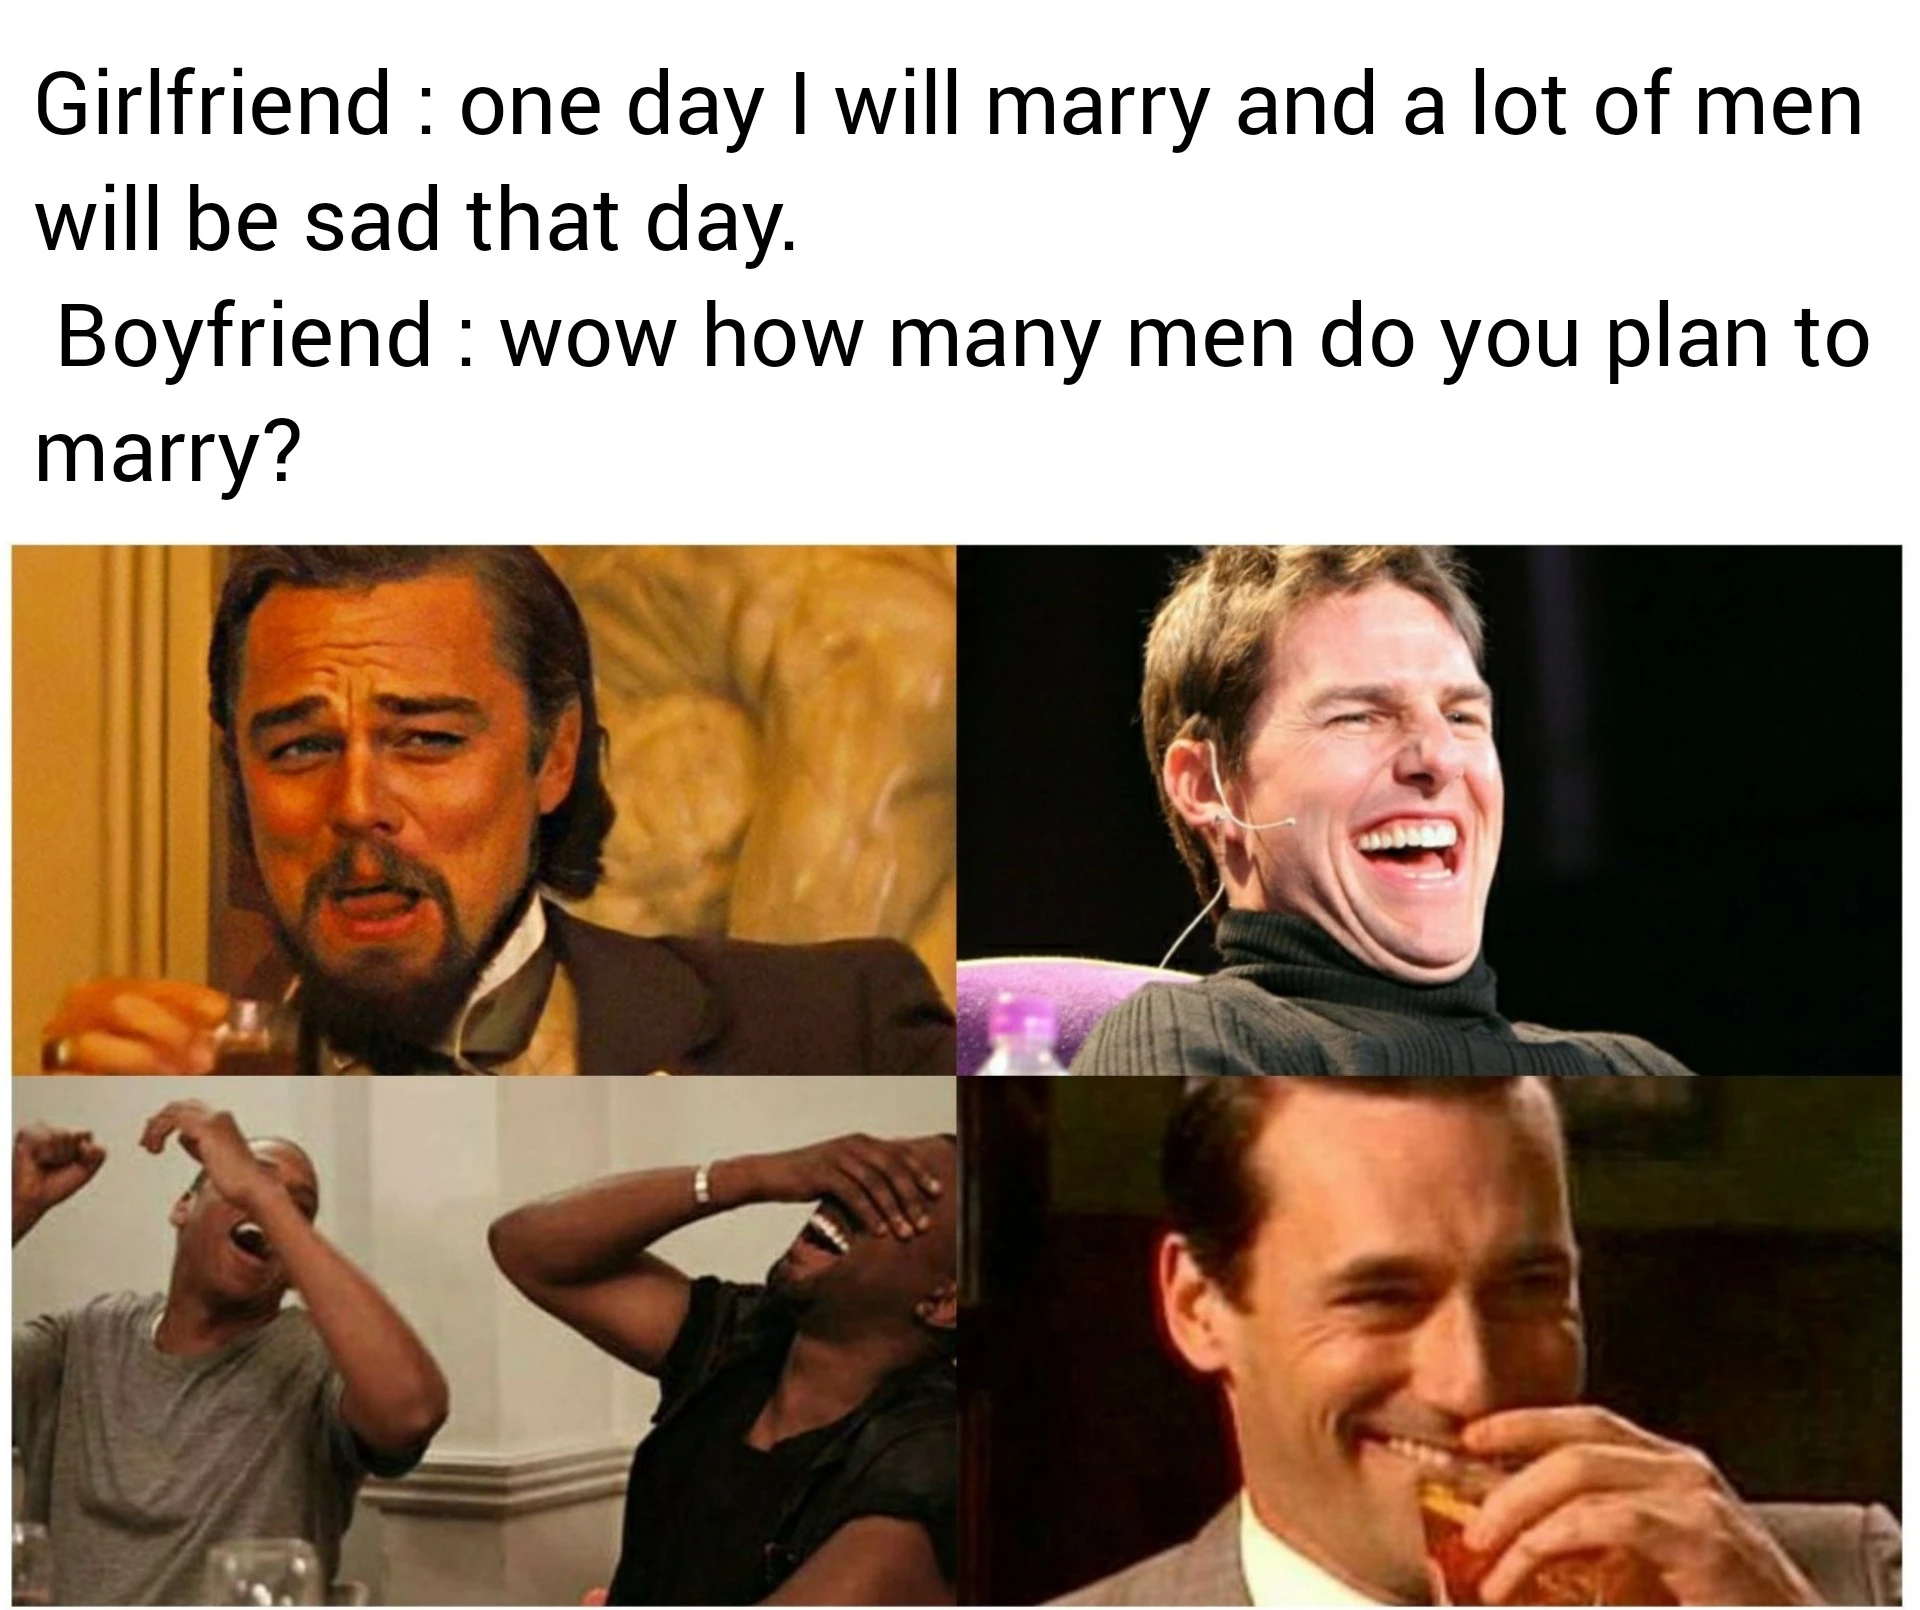 Girlfriend : one day I will marry and a lot of men
will be sad that day.
Boyfriend : wow how many men do you plan to
marry?